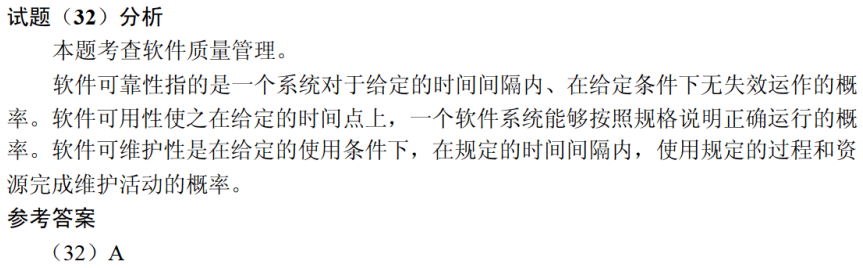 试题（32）分析
本题考查软件质量管理。
软件可靠性指的是一个系统对于给定的时间间隔内、在给定条件下无失效运作的概
率。软件可用性使之在给定的时间点上，一个软件系统能够按照规格说明正确运行的概
率。软件可维护性是在给定的使用条件下，在规定的时间间隔内，使用规定的过程和资
源完成维护活动的概率。
参考答案
（32）A